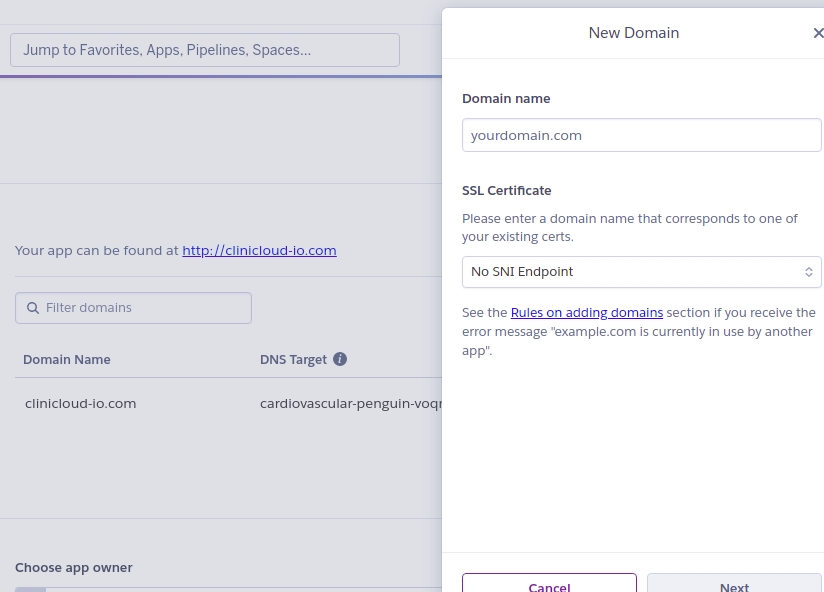 Jump to Favorites, Apps, Pipelines, Spaces...
Your app can be found at http://clinicloud-io.com
Filter domains
Domain Name DNS Target
clinicloud-io.com cardiovascular-penguin-voqr
Choose app owner
New Domain
Domain name
yourdomain.com
SSL Certificate
Please enter a domain name that corresponds to one of
your existing certs.
No SNI Endpoint
See the Rules on adding domains section if you receive the
error message "example.com is currently in use by another
app".
Cancel Next